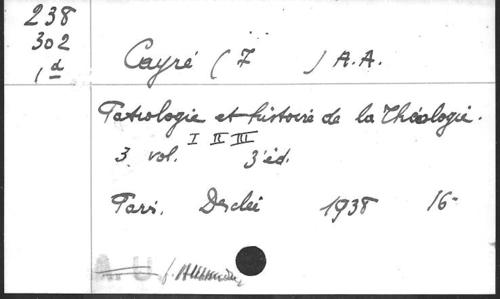 238
302
1d
Cayré (F ) A.A.
Patrologie et histoire de la Théologie.
I II III
3. vol. 3 éd.
Paris. Desclée 1938 16-
A. U.